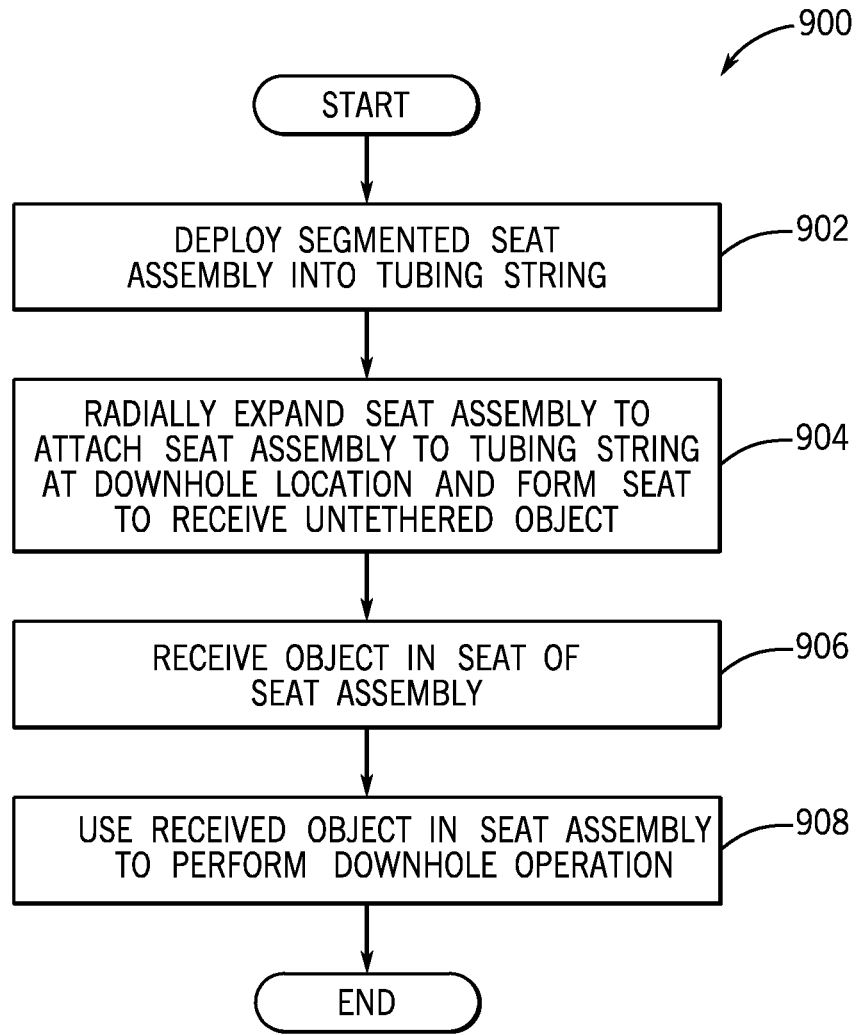 900
START
DEPLOY SEGMENTED SEAT
ASSEMBLY INTO TUBING STRING
902
RADIALLY EXPAND SEAT ASSEMBLY TO
ATTACH SEAT ASSEMBLY TO TUBING STRING
AT DOWNHOLE LOCATION AND FORM SEAT
TO RECEIVE UNTETHERED OBJECT
904
RECEIVE OBJECT IN SEAT OF
SEAT ASSEMBLY
906
USE RECEIVED OBJECT IN SEAT ASSEMBLY
TO PERFORM DOWNHOLE OPERATION
908
END